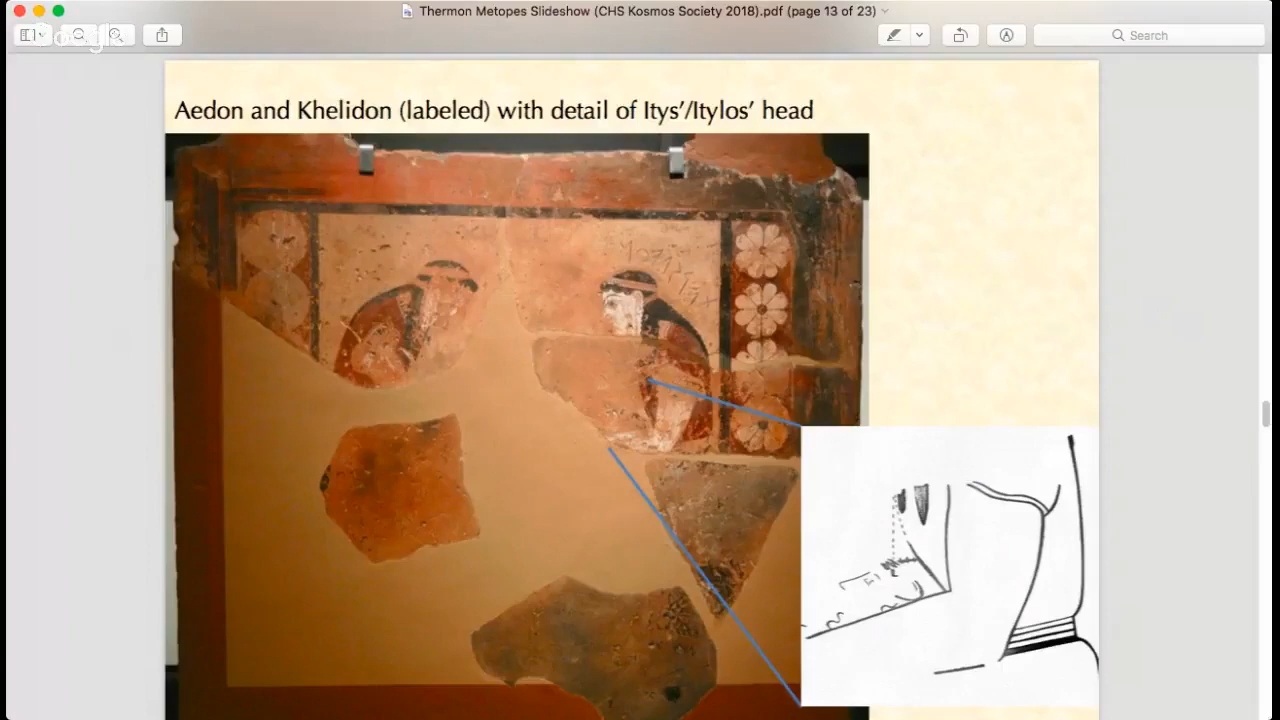 Thermon Metopes Slideshow (CHS Kosmos Society 2018).pdf (page 13 of 23)
Google
Search
Aedon and Khelidon (labeled) with detail of Itys’/Itylos’ head